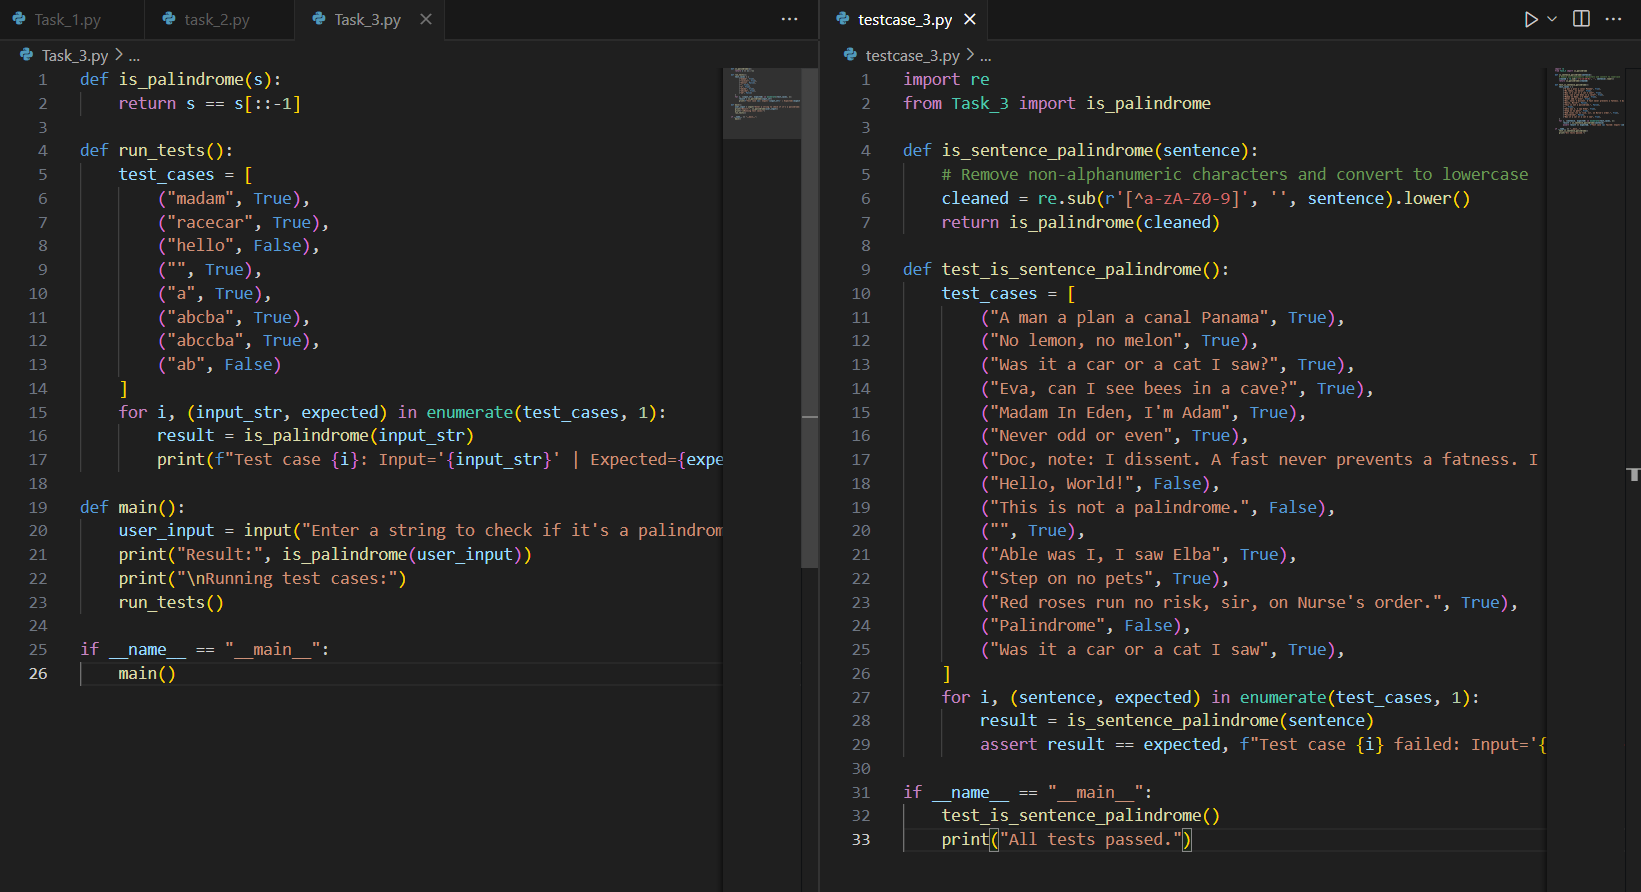 Task_1.py task_2.py Task_3.py
Task_3.py > ...
1 def is_palindrome(s):
2     return s == s[::-1]
3
4 def run_tests():
5     test_cases = [
6         ("madam", True),
7         ("racecar", True),
8         ("hello", False),
9         ("", True),
10         ("a", True),
11         ("abcba", True),
12         ("abccba", True),
13         ("ab", False)
14     ]
15     for i, (input_str, expected) in enumerate(test_cases, 1):
16         result = is_palindrome(input_str)
17         print(f"Test case {i}: Input='{input_str}' | Expected={expe
18
19 def main():
20     user_input = input("Enter a string to check if it's a palindrom
21     print("Result:", is_palindrome(user_input))
22     print("\nRunning test cases:")
23     run_tests()
24
25 if __name__ == "__main__":
26     main()
testcase_3.py
testcase_3.py > ...
1 import re
2 from Task_3 import is_palindrome
3
4 def is_sentence_palindrome(sentence):
5     # Remove non-alphanumeric characters and convert to lowercase
6     cleaned = re.sub(r'[^a-zA-Z0-9]', '', sentence).lower()
7     return is_palindrome(cleaned)
8
9 def test_is_sentence_palindrome():
10     test_cases = [
11         ("A man a plan a canal Panama", True),
12         ("No lemon, no melon", True),
13         ("Was it a car or a cat I saw?", True),
14         ("Eva, can I see bees in a cave?", True),
15         ("Madam In Eden, I'm Adam", True),
16         ("Never odd or even", True),
17         ("Doc, note: I dissent. A fast never prevents a fatness. I
18         ("Hello, World!", False),
19         ("This is not a palindrome.", False),
20         ("", True),
21         ("Able was I, I saw Elba", True),
22         ("Step on no pets", True),
23         ("Red roses run no risk, sir, on Nurse's order.", True),
24         ("Palindrome", False),
25         ("Was it a car or a cat I saw", True),
26     ]
27     for i, (sentence, expected) in enumerate(test_cases, 1):
28         result = is_sentence_palindrome(sentence)
29         assert result == expected, f"Test case {i} failed: Input='{
30
31 if __name__ == "__main__":
32     test_is_sentence_palindrome()
33     print("All tests passed.")